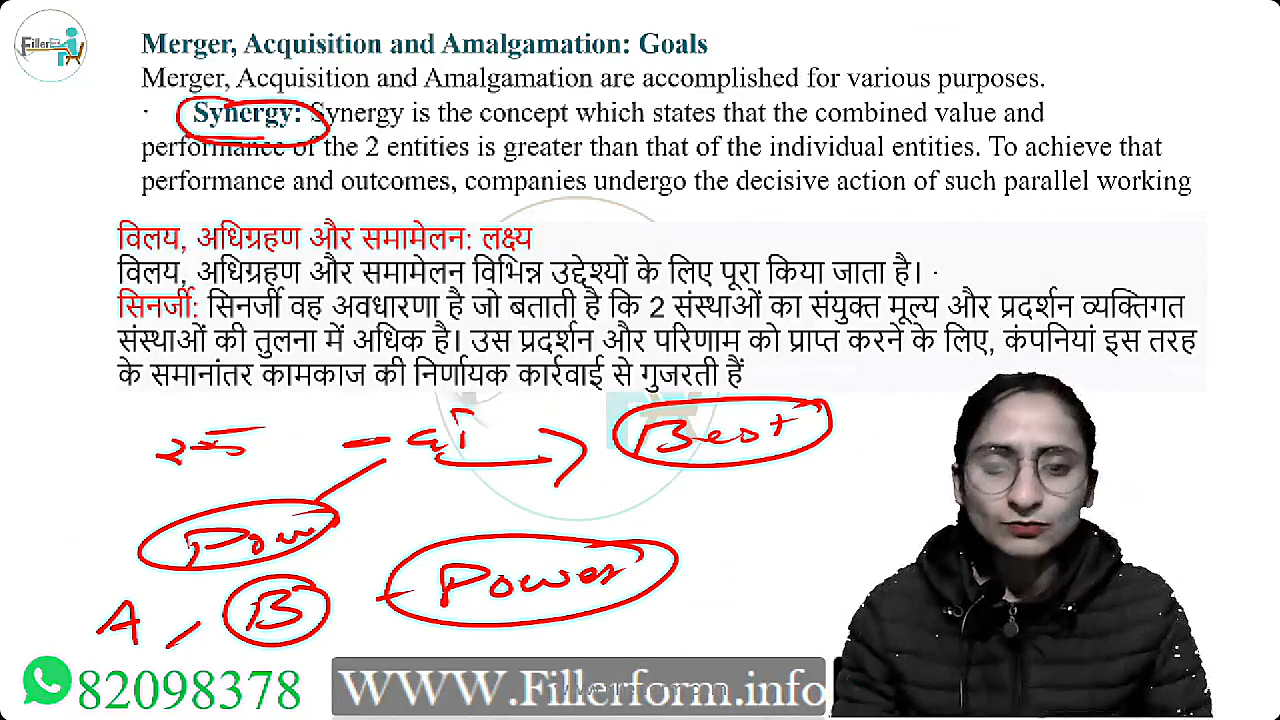 Filler
Merger, Acquisition and Amalgamation: Goals
Merger, Acquisition and Amalgamation are accomplished for various purposes.
· Synergy: Synergy is the concept which states that the combined value and
performance of the 2 entities is greater than that of the individual entities. To achieve that
performance and outcomes, companies undergo the decisive action of such parallel working
विलय, अधिग्रहण और समामेलन: लक्ष्य
विलय, अधिग्रहण और समामेलन विभिन्न उद्देश्यों के लिए पूरा किया जाता है। ·
सिनर्जी: सिनर्जी वह अवधारणा है जो बताती है कि 2 संस्थाओं का संयुक्त मूल्य और प्रदर्शन व्यक्तिगत
संस्थाओं की तुलना में अधिक है। उस प्रदर्शन और परिणाम को प्राप्त करने के लिए, कंपनियां इस तरह
के समानांतर कामकाज की निर्णायक कार्रवाई से गुजरती हैं
Best
Power
A, B
82098378
WWW.Fillerform.info